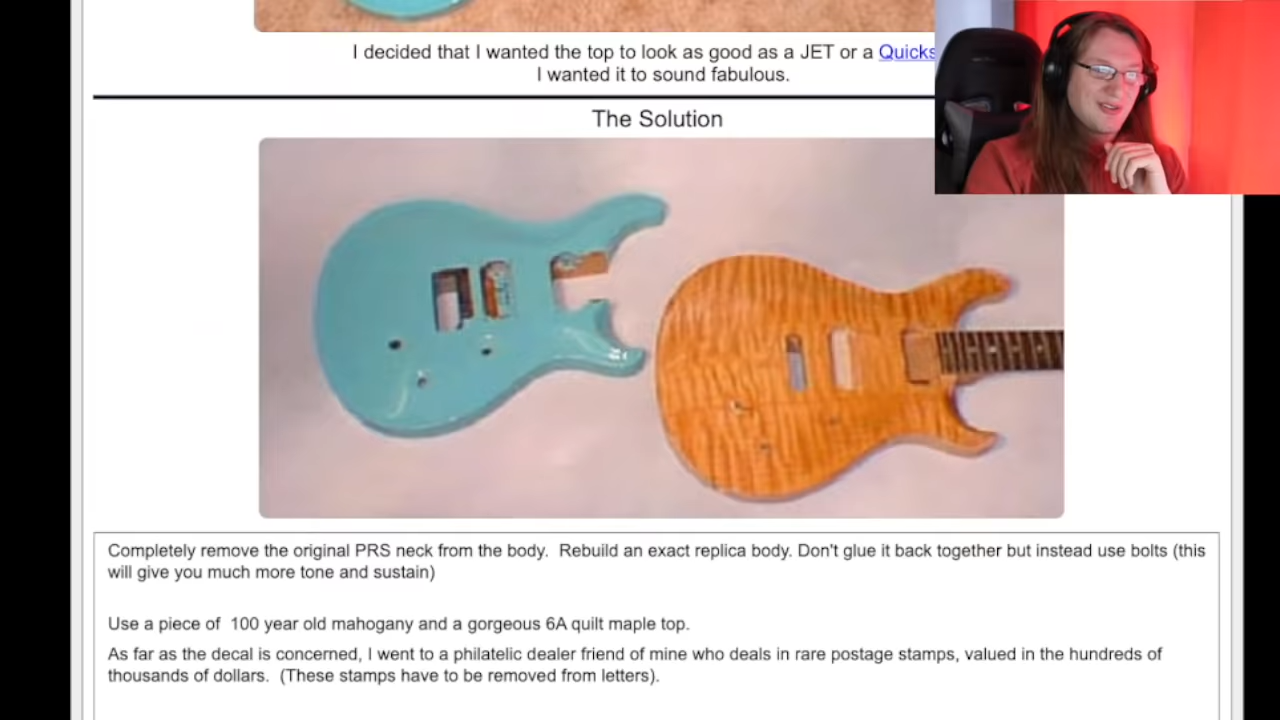 I decided that I wanted the top to look as good as a JET or a Quicks
I wanted it to sound fabulous.
The Solution
Completely remove the original PRS neck from the body. Rebuild an exact replica body. Don't glue it back together but instead use bolts (this
will give you much more tone and sustain)
Use a piece of 100 year old mahogany and a gorgeous 6A quilt maple top.
As far as the decal is concerned, I went to a philatelic dealer friend of mine who deals in rare postage stamps, valued in the hundreds of
thousands of dollars. (These stamps have to be removed from letters).